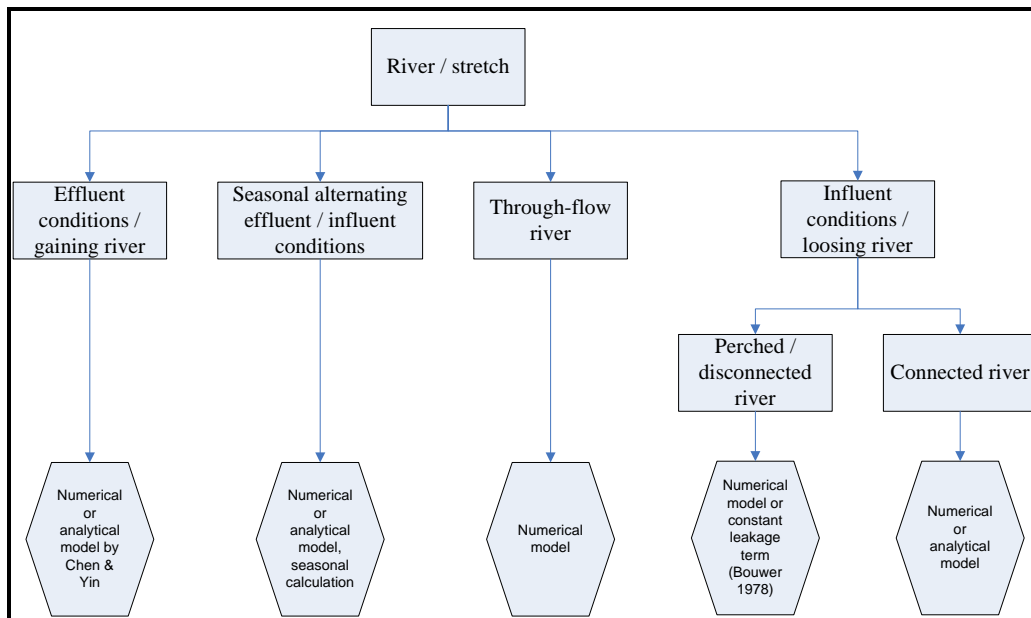 River / stretch
Effluent
conditions /
gaining river
Seasonal alternating
effluent / influent
conditions
Through-flow
river
Influent
conditions /
loosing river
Perched /
disconnected
river
Connected river
Numerical
or
analytical
model by
Chen &
Yin
Numerical
or
analytical
model,
seasonal
calculation
Numerical
model
Numerical
model or
constant
leakage
term
(Bouwer
1978)
Numerical
or
analytical
model